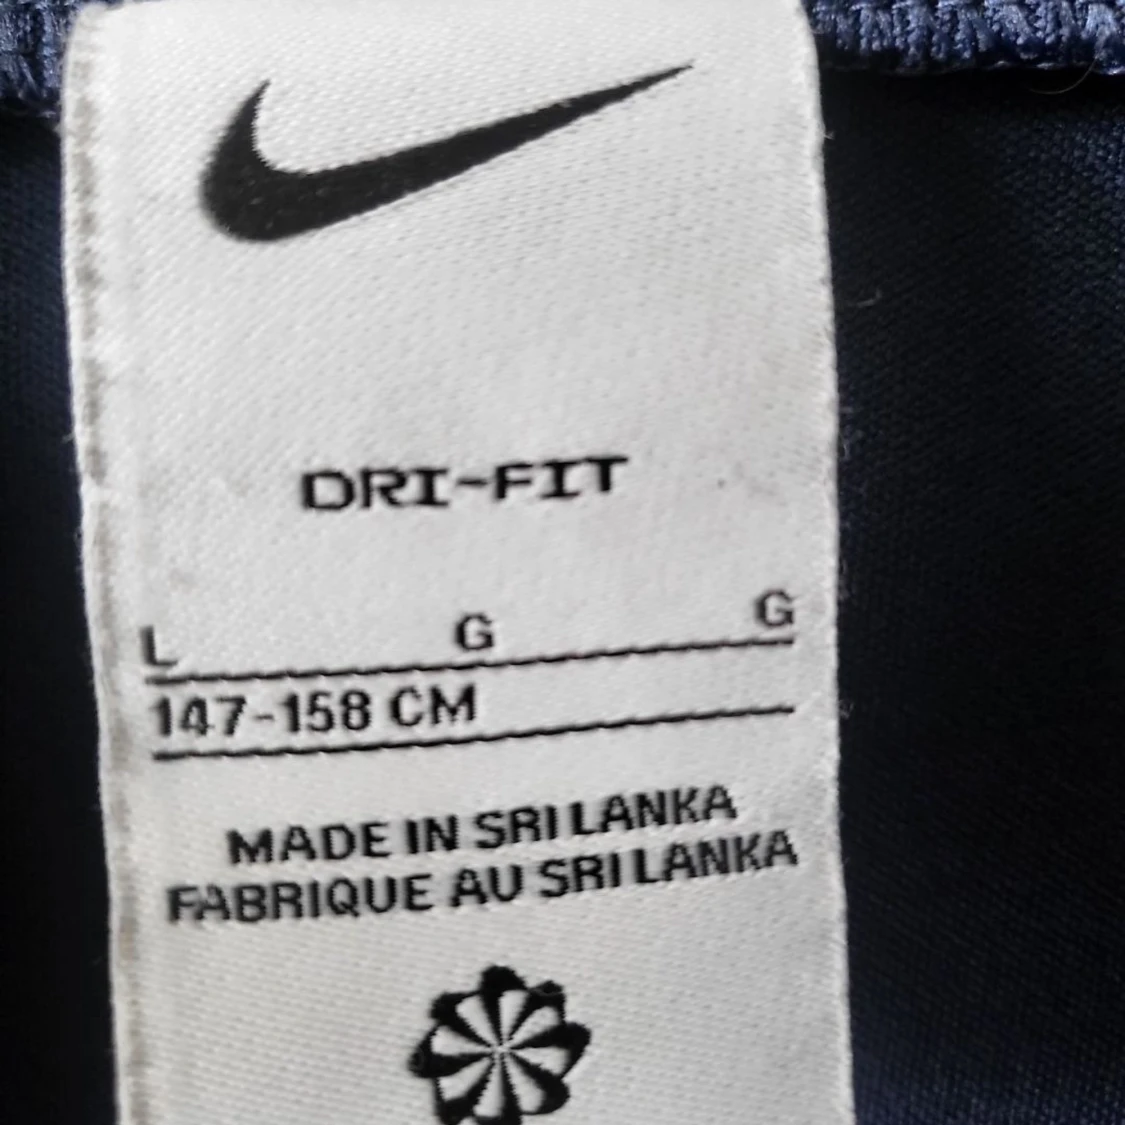 DRI-FIT
L G G
147-158 CM
MADE IN SRI LANKA
FABRIQUE AU SRI LANKA